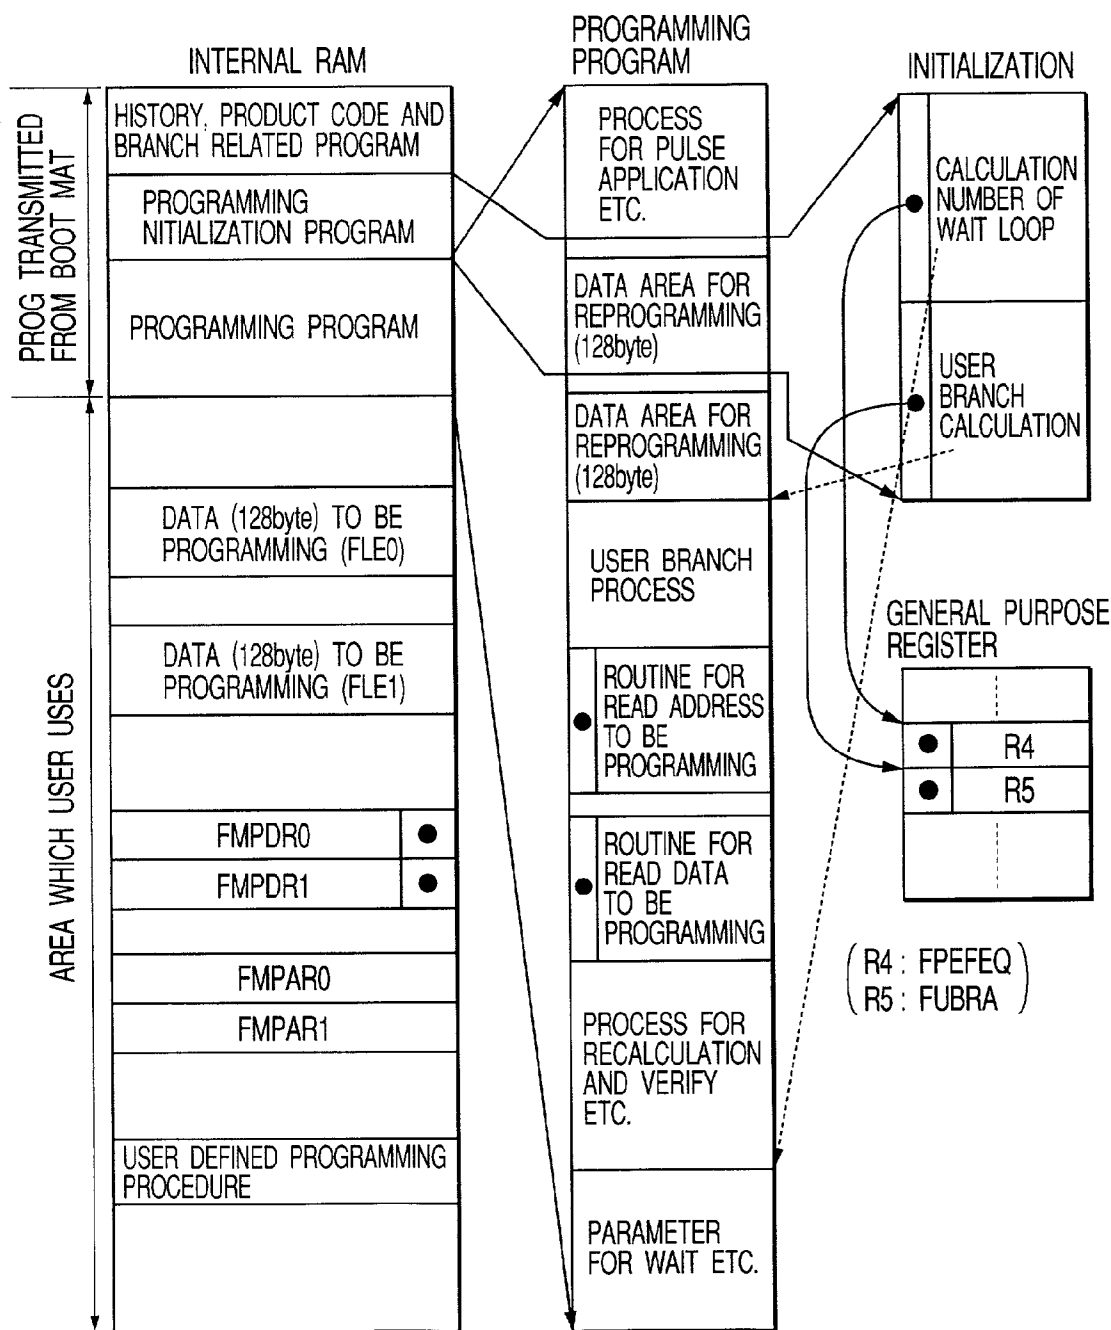 INTERNAL RAM
PROG TRANSMITTED
FROM BOOT MAT
HISTORY, PRODUCT CODE AND
BRANCH RELATED PROGRAM
PROGRAMMING
NITIALIZATION PROGRAM
PROGRAMMING PROGRAM
AREA WHICH USER USES
DATA (128byte) TO BE
PROGRAMMING (FLE0)
DATA (128byte) TO BE
PROGRAMMING (FLE1)
FMPDR0
FMPDR1
FMPAR0
FMPAR1
USER DEFINED PROGRAMMING
PROCEDURE
PROGRAMMING
PROGRAM
PROCESS
FOR PULSE
APPLICATION
ETC.
DATA AREA FOR
REPROGRAMMING
(128byte)
DATA AREA FOR
REPROGRAMMING
(128byte)
USER BRANCH
PROCESS
ROUTINE FOR
READ ADDRESS
TO BE
PROGRAMMING
ROUTINE FOR
READ DATA
TO BE
PROGRAMMING
PROCESS FOR
RECALCULATION
AND VERIFY
ETC.
PARAMETER
FOR WAIT ETC.
INITIALIZATION
CALCULATION
NUMBER OF
WAIT LOOP
USER
BRANCH
CALCULATION
GENERAL PURPOSE
REGISTER
R4
R5
(R4 : FPEFEQ
R5 : FUBRA)